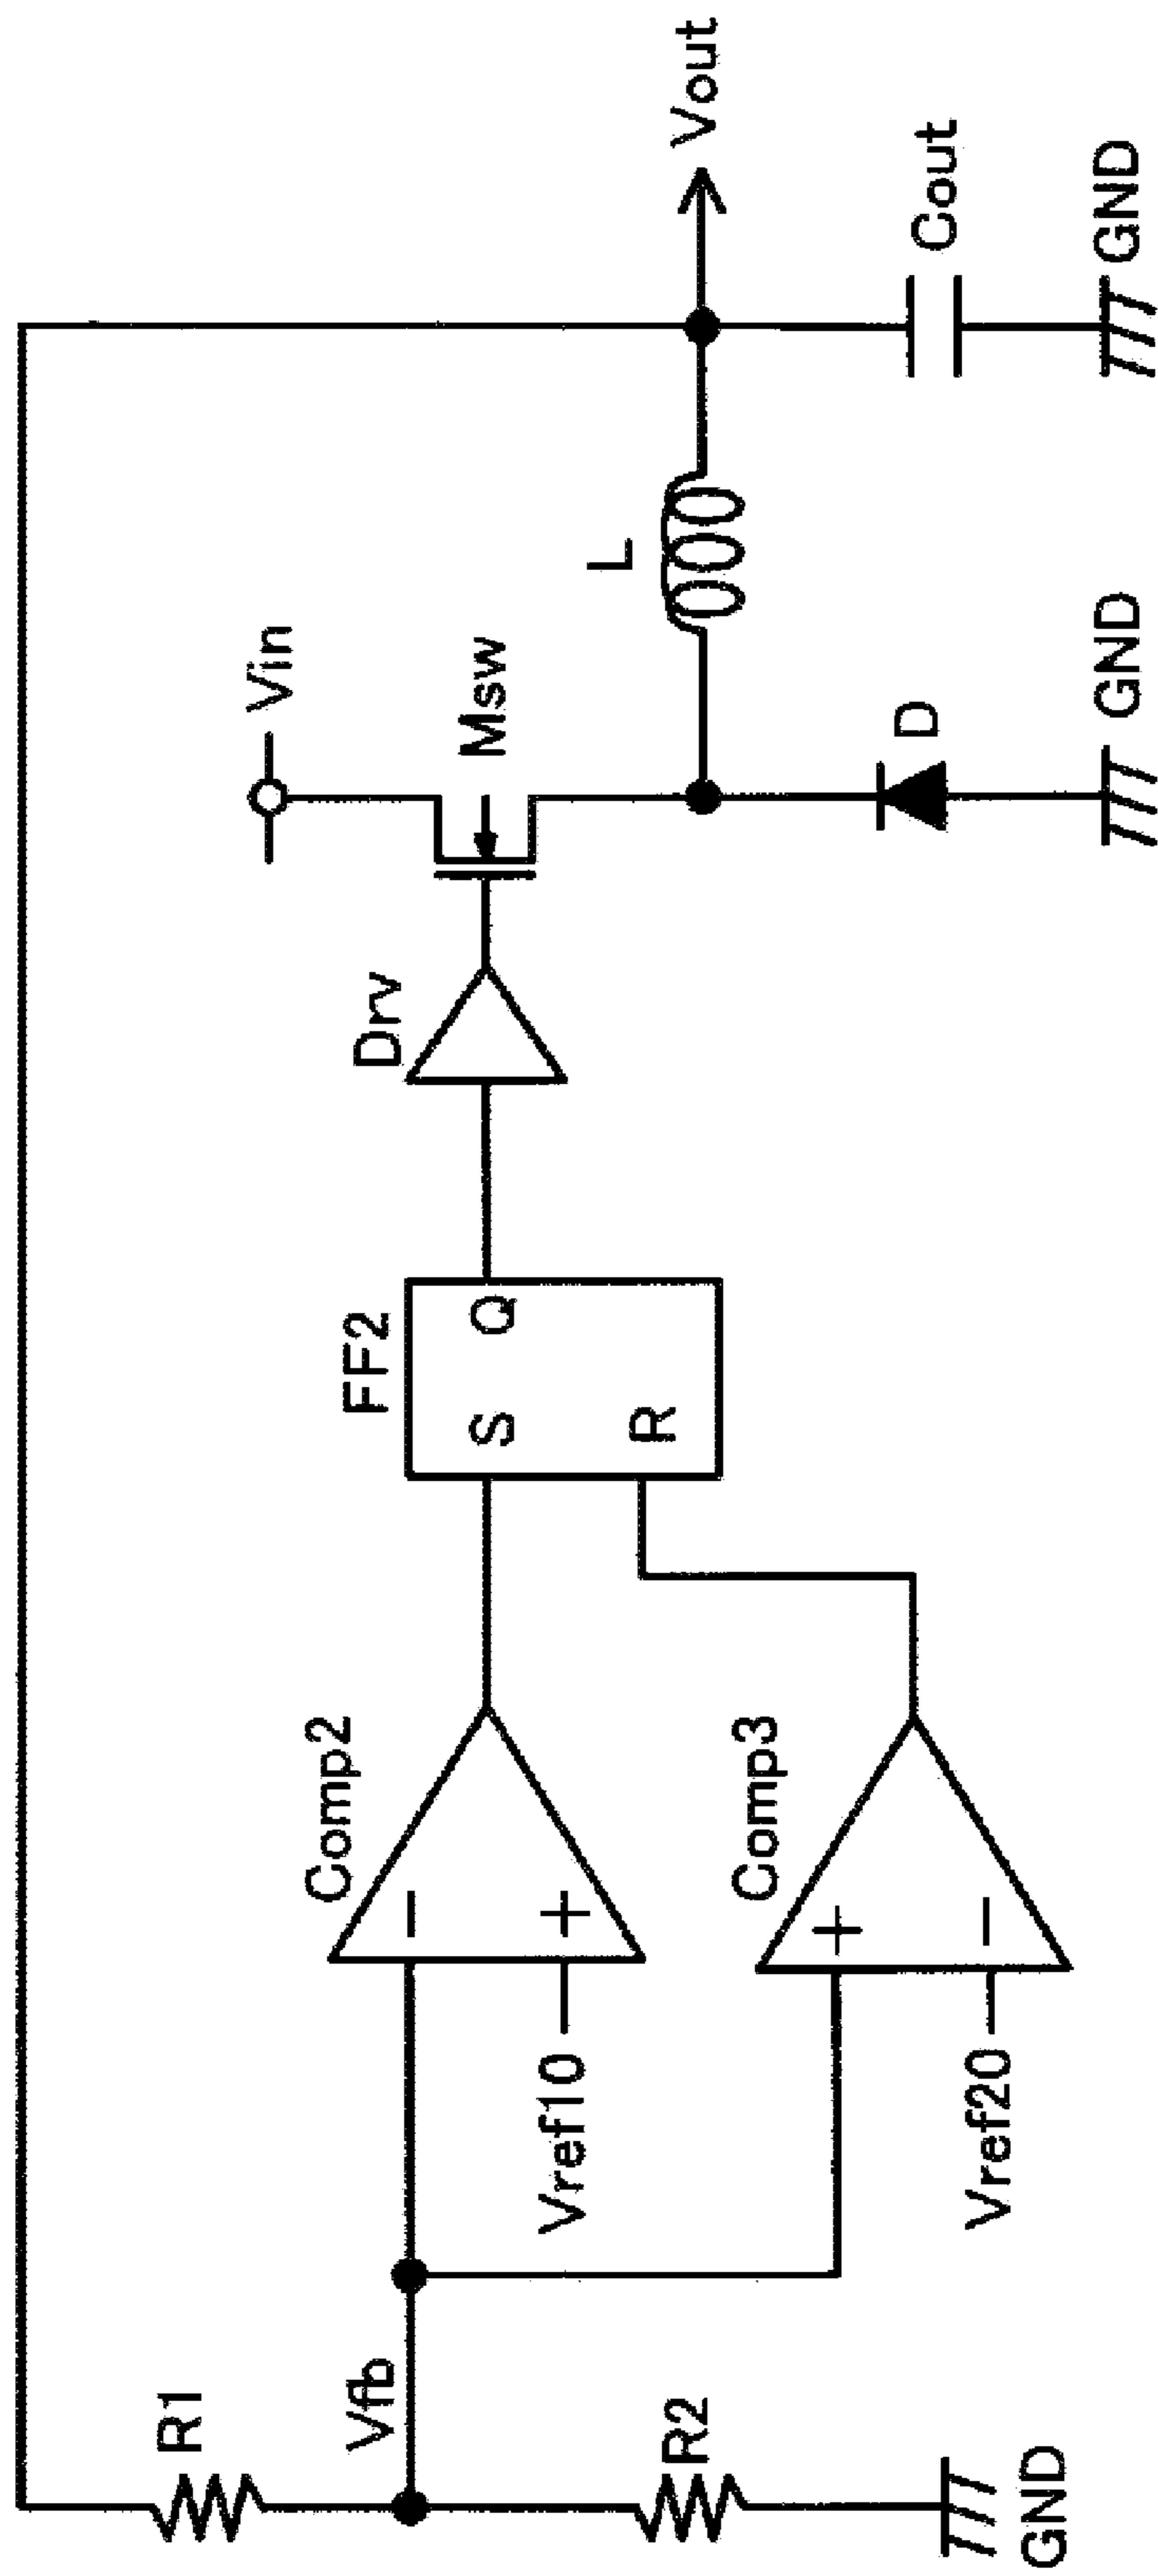 R1
Vfb
R2
GND
Comp2
−
+
Vref10
Comp3
+
−
Vref20
FF2
S
Q
R
Drv
Vin
Msw
L
D
GND
Vout
Cout
GND